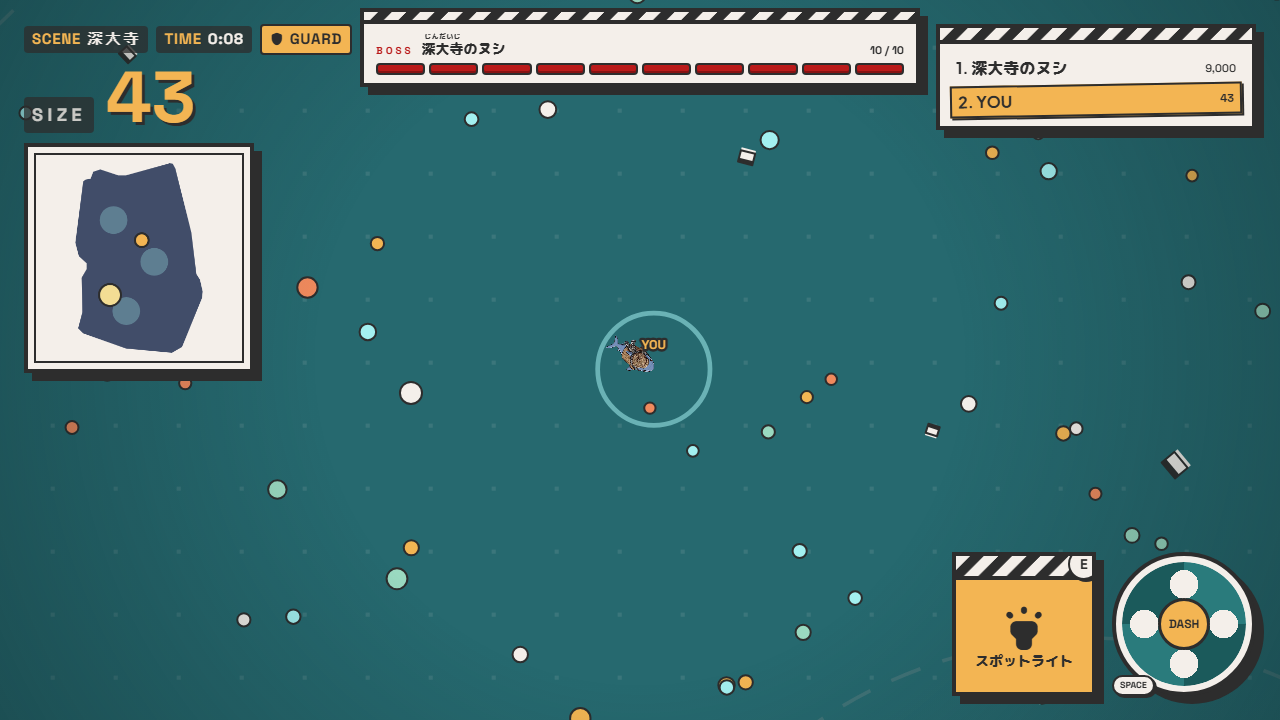 SCENE 深大寺
TIME 0:08
GUARD
SIZE 43
じんだいじ
BOSS 深大寺のヌシ 10 / 10
1. 深大寺のヌシ 9,000
2. YOU 43
YOU
E
スポットライト
DASH
SPACE